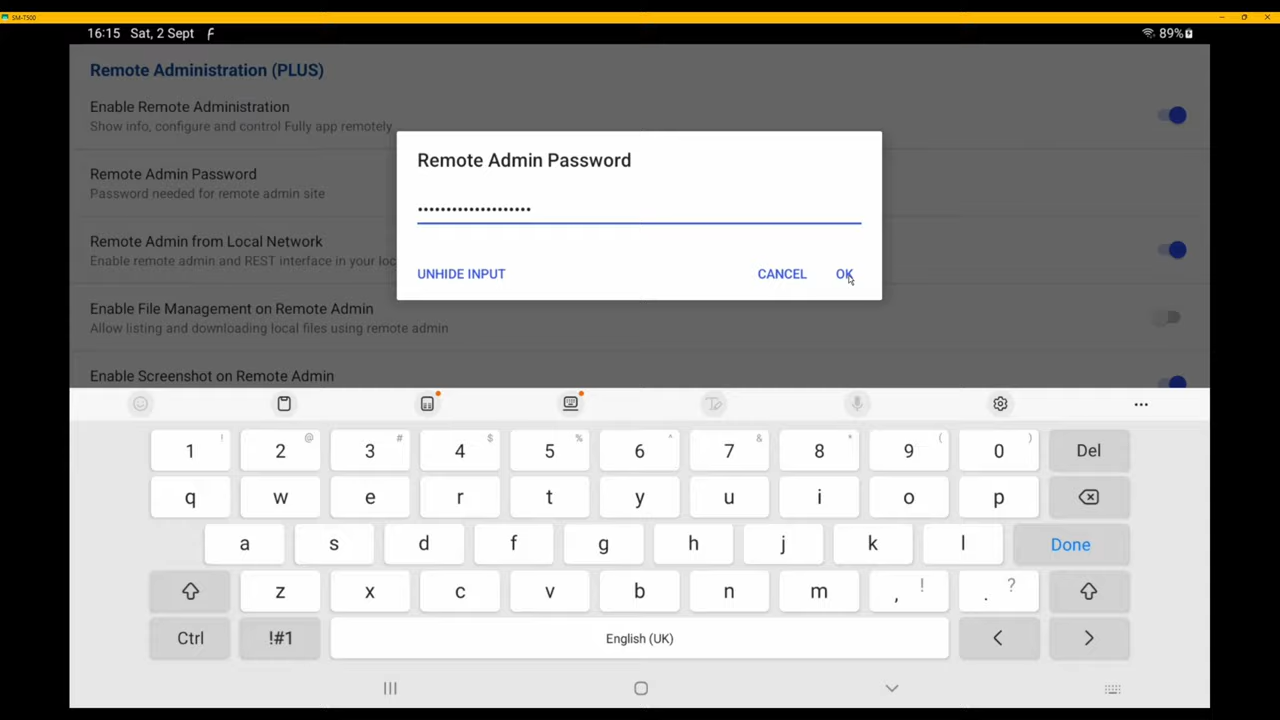 SM-T500
16:15 Sat, 2 Sept
89%
Remote Administration (PLUS)
Enable Remote Administration
Show info, configure and control Fully app remotely
Remote Admin Password
Password needed for remote admin site
Remote Admin from Local Network
Enable remote admin and REST interface in your loc
Enable File Management on Remote Admin
Allow listing and downloading local files using remote admin
Enable Screenshot on Remote Admin
Remote Admin Password
••••••••••••••••••••
UNHIDE INPUT CANCEL OK
1 ! 2 @ 3 # 4 $ 5 % 6 ^ 7 & 8 * 9 ( 0 ) Del
q w e r t y u i o p
a s d f g h j k l Done
z x c v b n m , ! . ?
Ctrl !#1 English (UK) < >